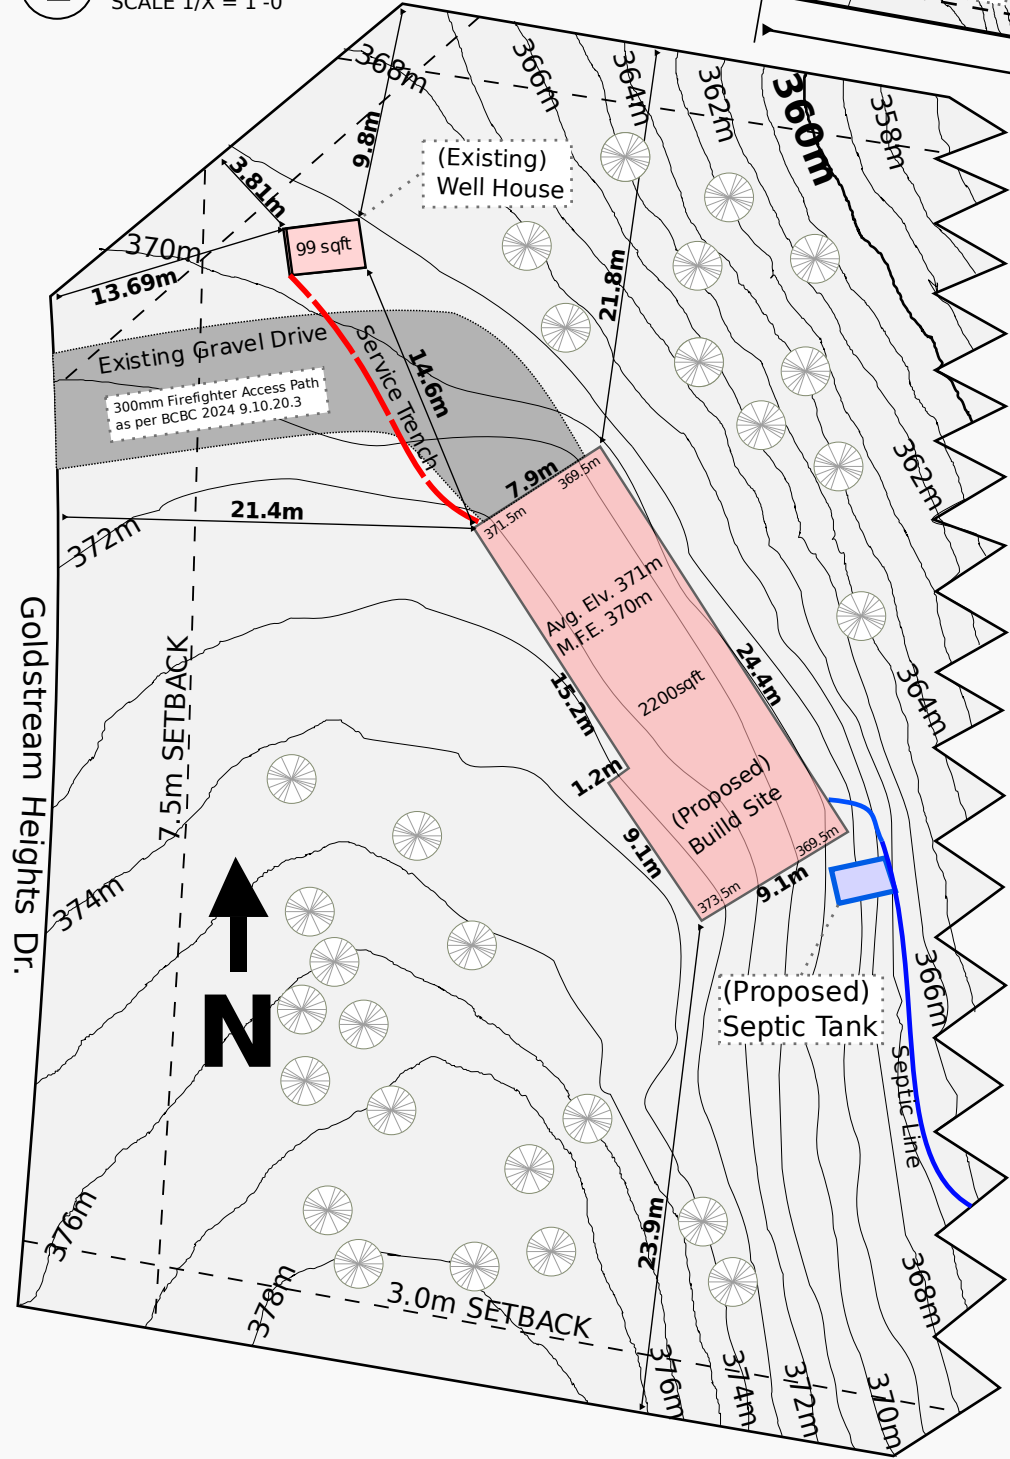 SCALE 1/X = 1'-0
368m
366m
364m
362m
360m
358m
9.8m
(Existing)
Well House
3.81m
99 sqft
370m
13.69m
21.8m
Existing Gravel Drive
300mm Firefighter Access Path
as per BCBC 2024 9.10.20.3
Service Trench
14.6m
7.9m
369.5m
371.5m
362m
21.4m
372m
Avg. Elv. 371m
M.F.E. 370m
2200sqft
15.2m
24.4m
364m
Goldstream Heights Dr.
7.5m SETBACK
1.2m
(Proposed)
Builld Site
9.1m
369.5m
373.5m
9.1m
374m
N
366m
(Proposed)
Septic Tank
Septic Line
376m
378m
3.0m SETBACK
23.9m
368m
376m
374m
372m
370m